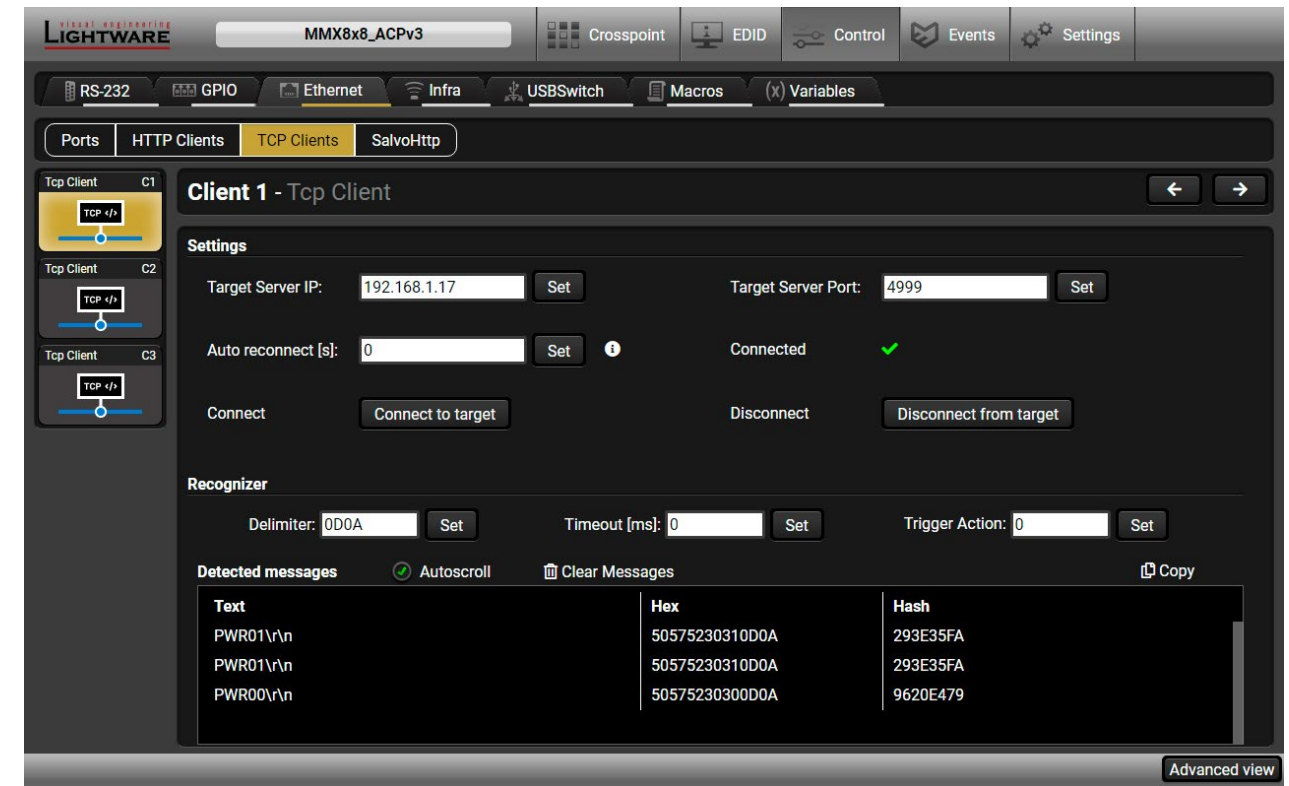 visual engineering
LIGHTWARE
MMX8x8_ACPv3
Crosspoint
EDID
Control
Events
Settings
RS-232
GPIO
Ethernet
Infra
USBSwitch
Macros
(x) Variables
Ports
HTTP Clients
TCP Clients
SalvoHttp
Tcp Client C1
TCP </>
Tcp Client C2
TCP </>
Tcp Client C3
TCP </>
Client 1 - Tcp Client
Settings
Target Server IP: 192.168.1.17 Set
Target Server Port: 4999 Set
Auto reconnect [s]: 0 Set
Connected
Connect Connect to target
Disconnect Disconnect from target
Recognizer
Delimiter: 0D0A Set
Timeout [ms]: 0 Set
Trigger Action: 0 Set
Detected messages
Autoscroll
Clear Messages
Copy
Text Hex Hash
PWR01\r\n 50575230310D0A 293E35FA
PWR01\r\n 50575230310D0A 293E35FA
PWR00\r\n 50575230300D0A 9620E479
Advanced view